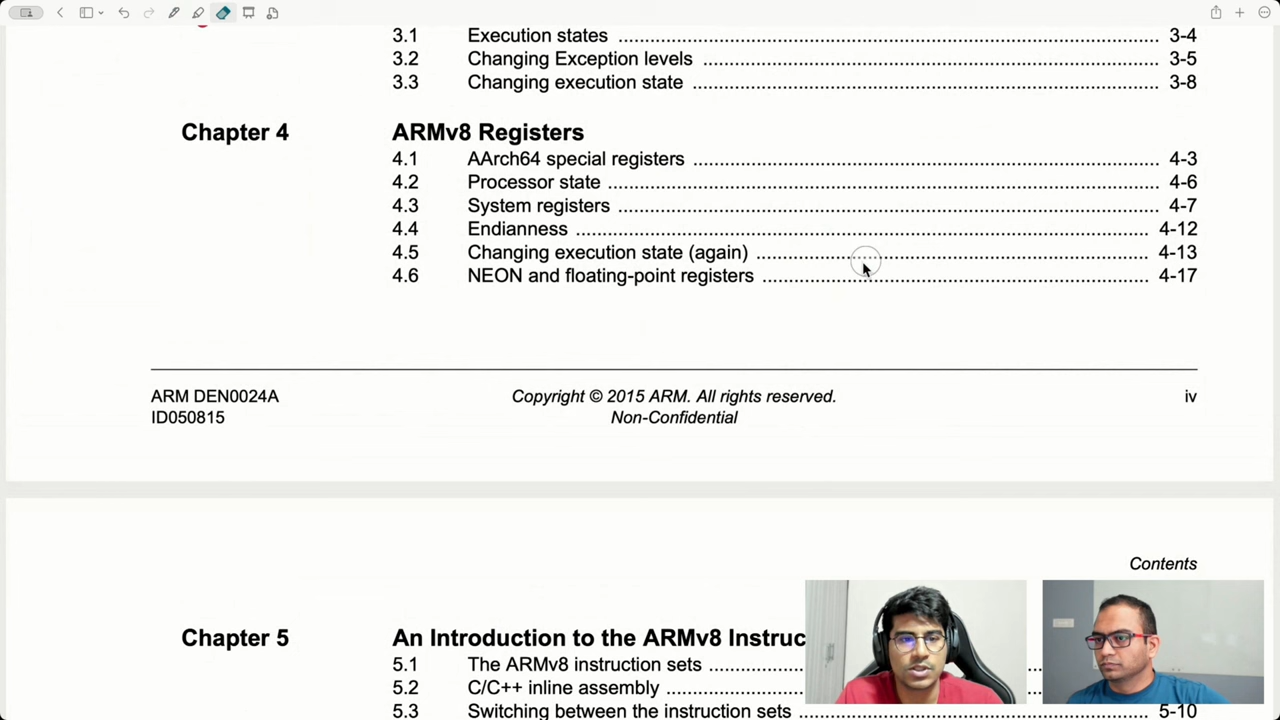 3.1 Execution states ........ 3-4
3.2 Changing Exception levels ........ 3-5
3.3 Changing execution state ........ 3-8
Chapter 4 ARMv8 Registers
4.1 AArch64 special registers ........ 4-3
4.2 Processor state ........ 4-6
4.3 System registers ........ 4-7
4.4 Endianness ........ 4-12
4.5 Changing execution state (again) ........ 4-13
4.6 NEON and floating-point registers ........ 4-17
ARM DEN0024A Copyright © 2015 ARM. All rights reserved. iv
ID050815 Non-Confidential
Contents
Chapter 5 An Introduction to the ARMv8 Instruc
5.1 The ARMv8 instruction sets ........
5.2 C/C++ inline assembly ........
5.3 Switching between the instruction sets ........ 5-10